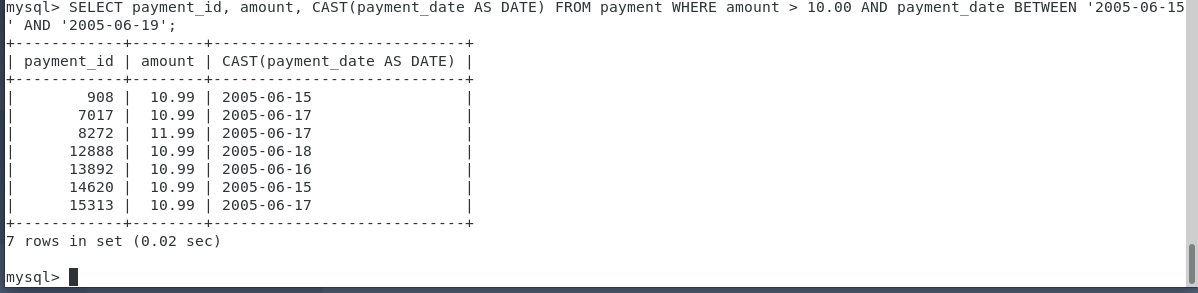 mysql> SELECT payment_id, amount, CAST(payment_date AS DATE) FROM payment WHERE amount > 10.00 AND payment_date BETWEEN '2005-06-15
' AND '2005-06-19';
+------------+--------+----------------------------+
| payment_id | amount | CAST(payment_date AS DATE) |
+------------+--------+----------------------------+
|        908 |  10.99 | 2005-06-15                 |
|       7017 |  10.99 | 2005-06-17                 |
|       8272 |  11.99 | 2005-06-17                 |
|      12888 |  10.99 | 2005-06-18                 |
|      13892 |  10.99 | 2005-06-16                 |
|      14620 |  10.99 | 2005-06-15                 |
|      15313 |  10.99 | 2005-06-17                 |
+------------+--------+----------------------------+
7 rows in set (0.02 sec)
mysql>